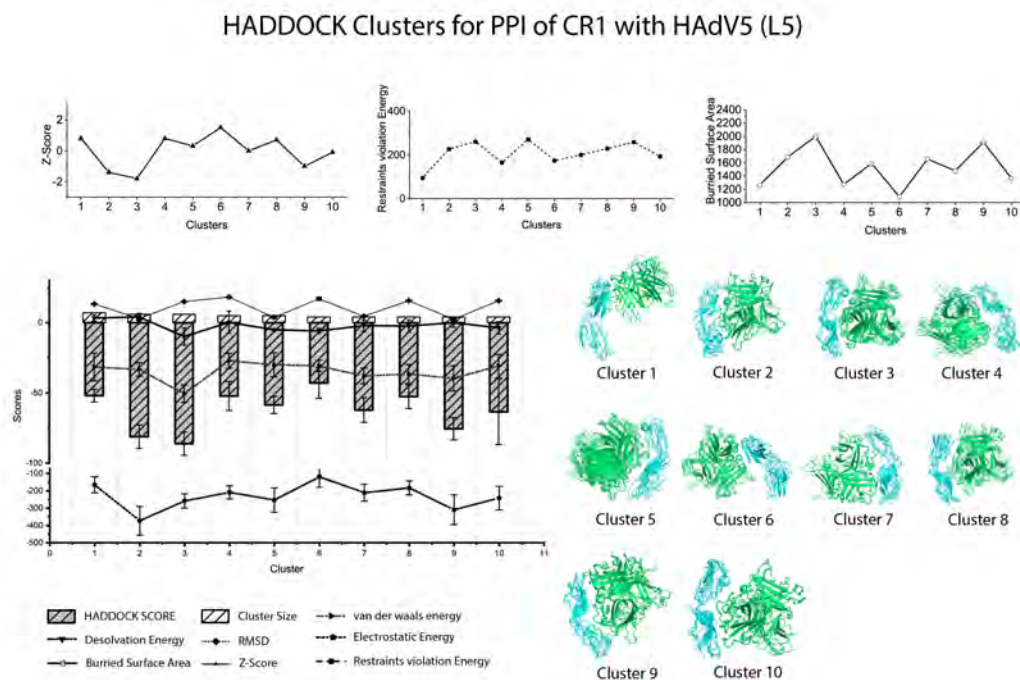 HADDOCK Clusters for PPI of CR1 with HAdV5 (L5)
Z-Score
2
0
-2
1 2 3 4 5 6 7 8 9 10
Clusters
Restraints violation Energy
400
200
0
1 2 3 4 5 6 7 8 9 10
Clusters
Burried Surface Area
2400
2200
2000
1800
1600
1400
1200
1000
1 2 3 4 5 6 7 8 9 10
Clusters
Scores
0
-50
-100
-100
-200
-300
-400
-500
0 1 2 3 4 5 6 7 8 9 10 11
Cluster
HADDOCK SCORE
Cluster Size
van der waals energy
Desolvation Energy
RMSD
Electrostatic Energy
Burried Surface Area
Z-Score
Restraints violation Energy
Cluster 1
Cluster 2
Cluster 3
Cluster 4
Cluster 5
Cluster 6
Cluster 7
Cluster 8
Cluster 9
Cluster 10